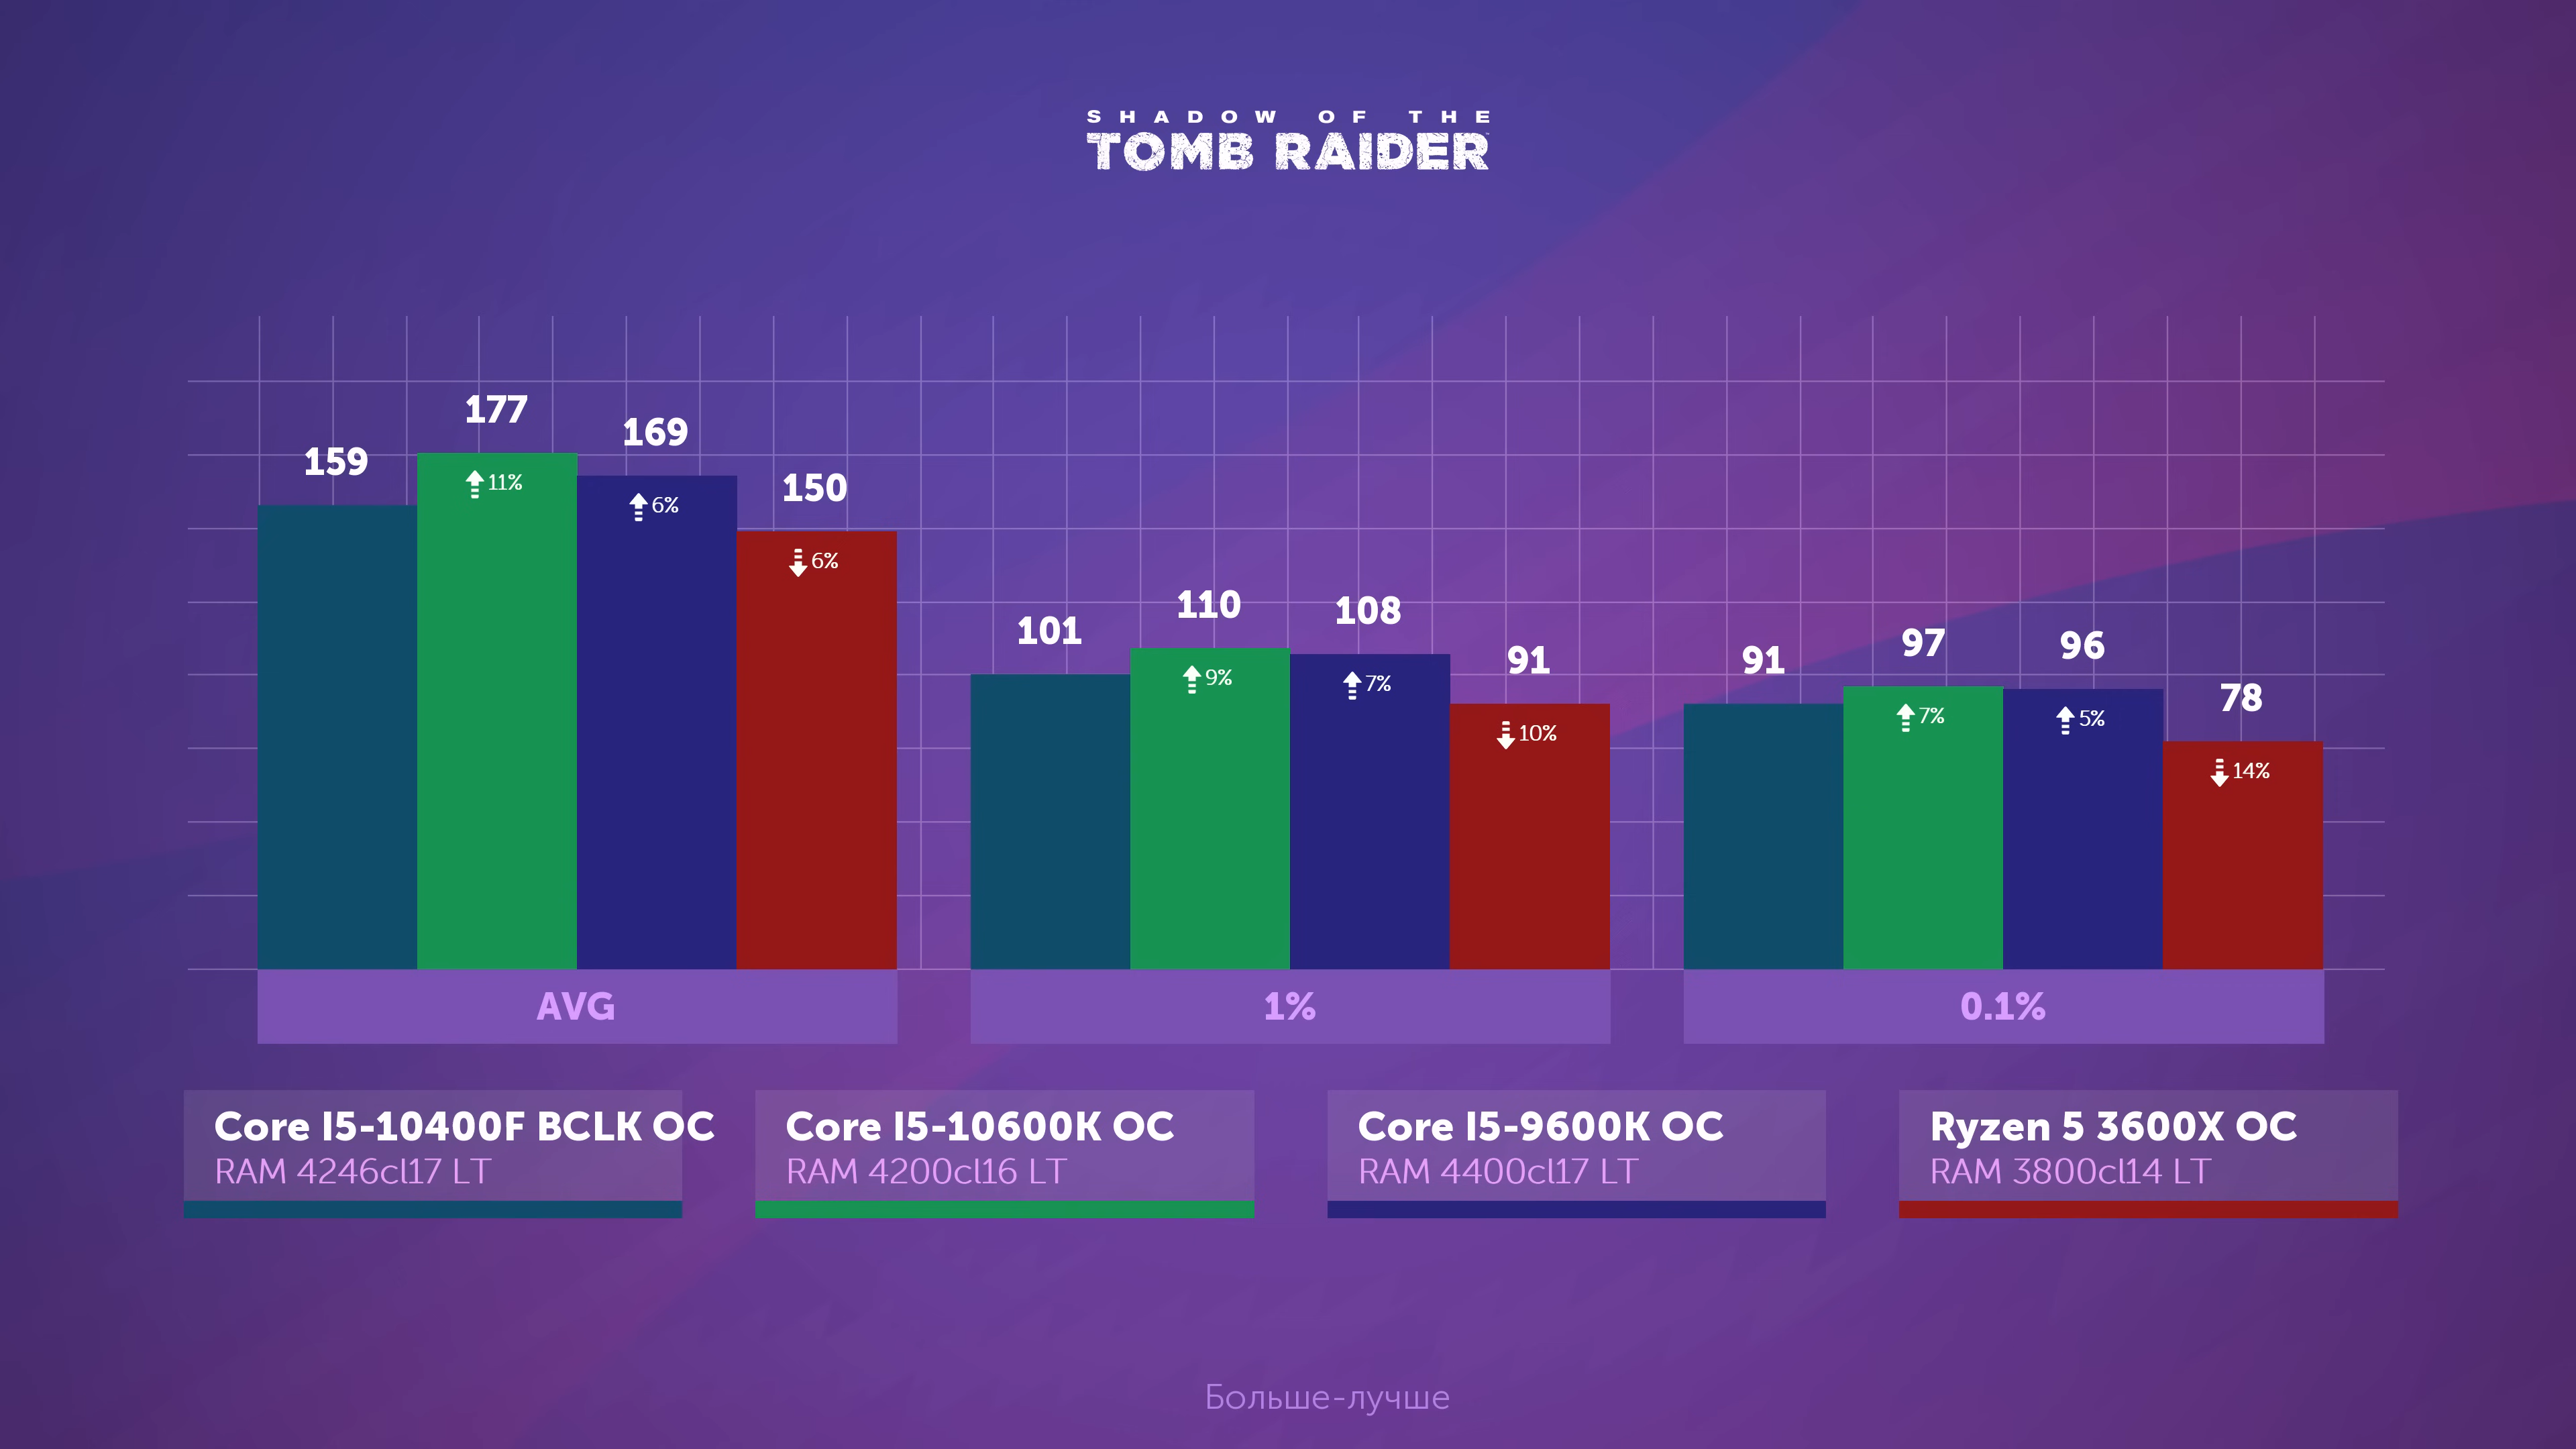 SHADOW OF THE
TOMB RAIDER
159
177
11%
169
6%
150
6%
101
110
9%
108
7%
91
10%
91
97
7%
96
5%
78
14%
AVG
1%
0.1%
Core I5-10400F BCLK OC
RAM 4246cl17 LT
Core I5-10600K OC
RAM 4200cl16 LT
Core I5-9600K OC
RAM 4400cl17 LT
Ryzen 5 3600X OC
RAM 3800cl14 LT
Больше-лучше